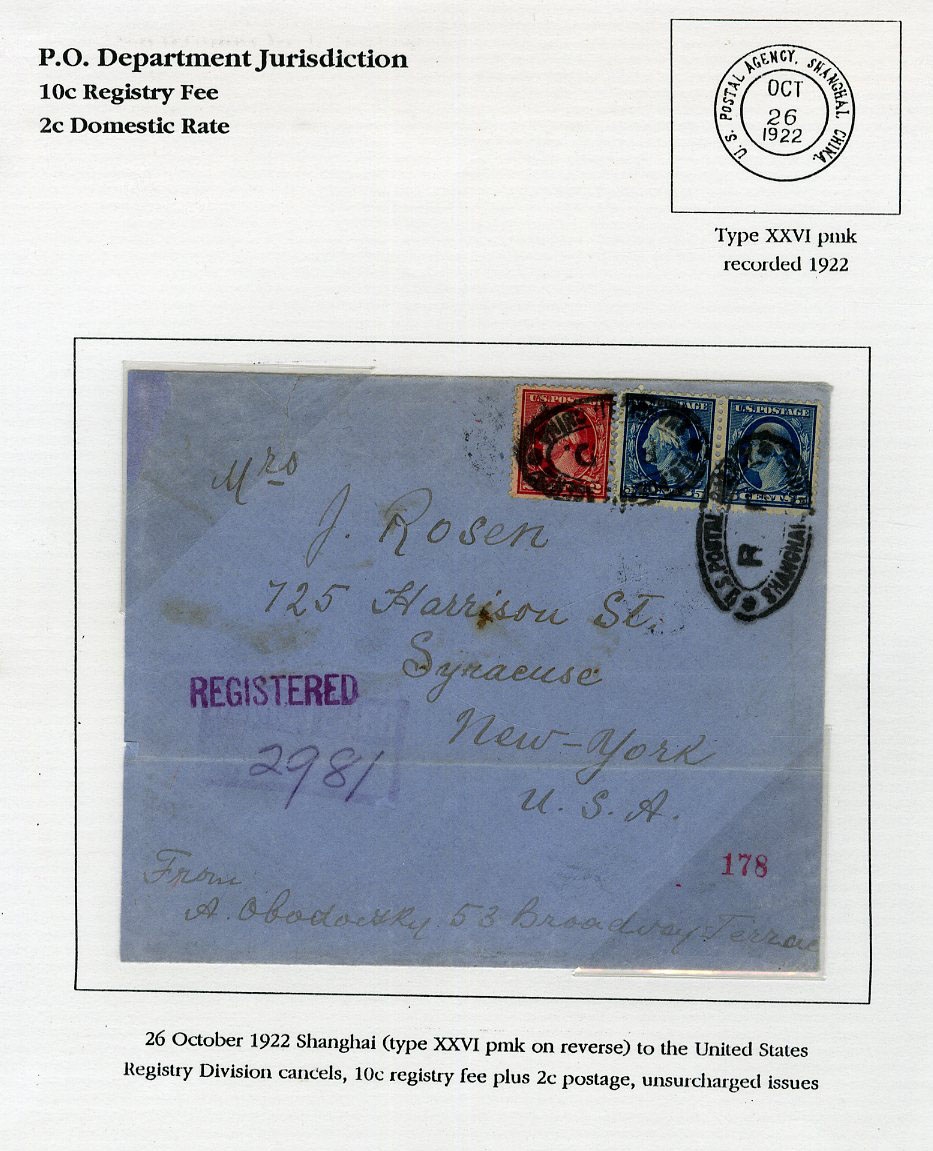 P.O. Department Jurisdiction
10c Registry Fee
2c Domestic Rate
U. S. POSTAL AGENCY, SHANGHAI, CHINA.
OCT
26
1922
Type XXVI pmk
recorded 1922
U.S. POSTAGE
U.S. POSTAGE
U.S. POSTAGE
U.S. POSTAL
R
SHANGHAI
Mrs
J. Rosen
725 Harrison St.
Syracuse
New-York
U. S. A.
REGISTERED
2981
178
From
A. 53 Broadway Terrace
26 October 1922 Shanghai (type XXVI pmk on reverse) to the United States
Registry Division cancels, 10c registry fee plus 2c postage, unsurcharged issues